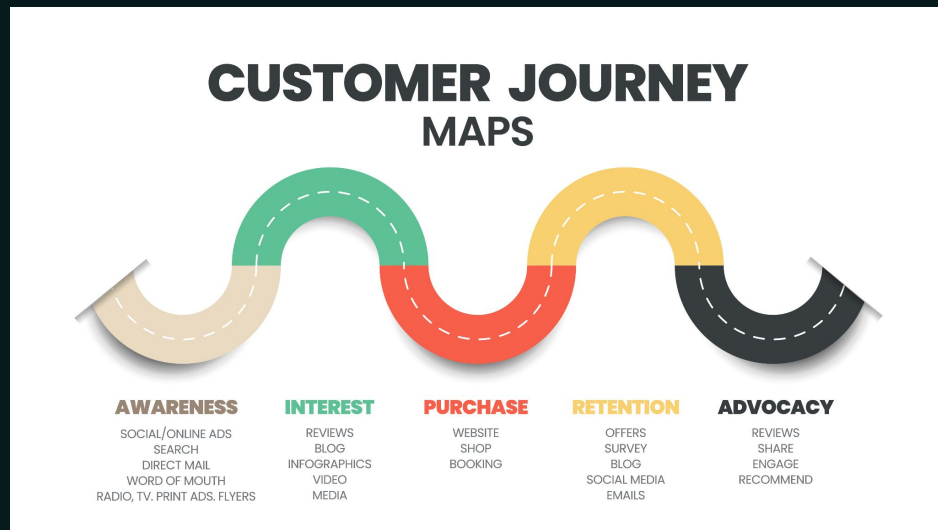 CUSTOMER JOURNEY
MAPS
AWARENESS
SOCIAL/ONLINE ADS
SEARCH
DIRECT MAIL
WORD OF MOUTH
RADIO, TV. PRINT ADS. FLYERS
INTEREST
REVIEWS
BLOG
INFOGRAPHICS
VIDEO
MEDIA
PURCHASE
WEBSITE
SHOP
BOOKING
RETENTION
OFFERS
SURVEY
BLOG
SOCIAL MEDIA
EMAILS
ADVOCACY
REVIEWS
SHARE
ENGAGE
RECOMMEND